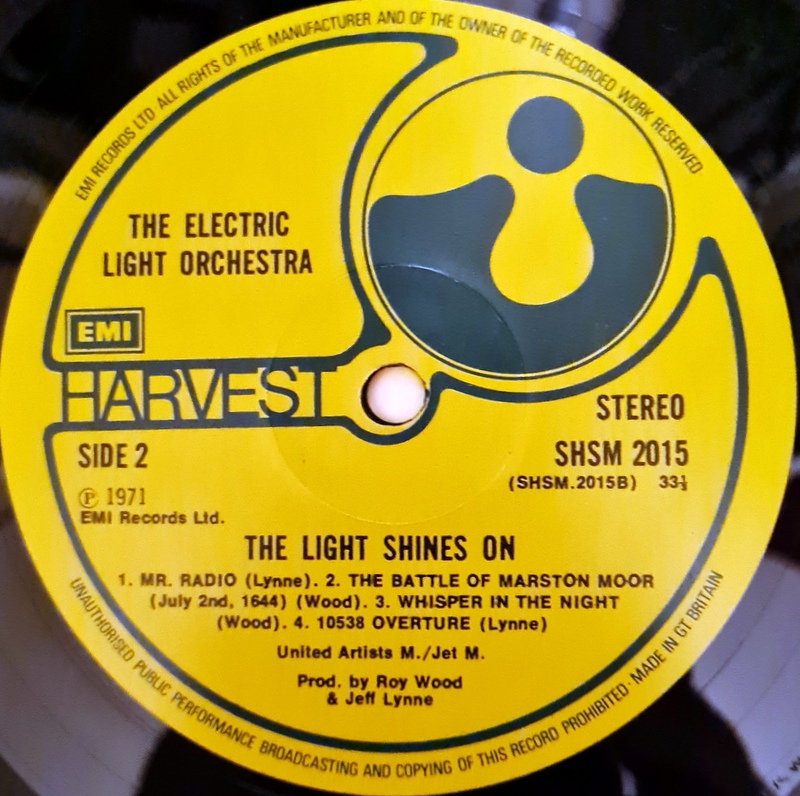 EMI RECORDS LTD ALL RIGHTS OF THE MANUFACTURER AND OF THE OWNER OF THE RECORDED WORK RESERVED
THE ELECTRIC
LIGHT ORCHESTRA
EMI
HARVEST
STEREO
SIDE 2
SHSM 2015
(SHSM.2015B) 33⅓
Ⓟ 1971
EMI Records Ltd.
THE LIGHT SHINES ON
1. MR. RADIO (Lynne). 2. THE BATTLE OF MARSTON MOOR
(July 2nd, 1644) (Wood). 3. WHISPER IN THE NIGHT
(Wood). 4. 10538 OVERTURE (Lynne)
United Artists M./Jet M.
Prod. by Roy Wood
& Jeff Lynne
UNAUTHORISED PUBLIC PERFORMANCE BROADCASTING AND COPYING OF THIS RECORD PROHIBITED · MADE IN GT BRITAIN